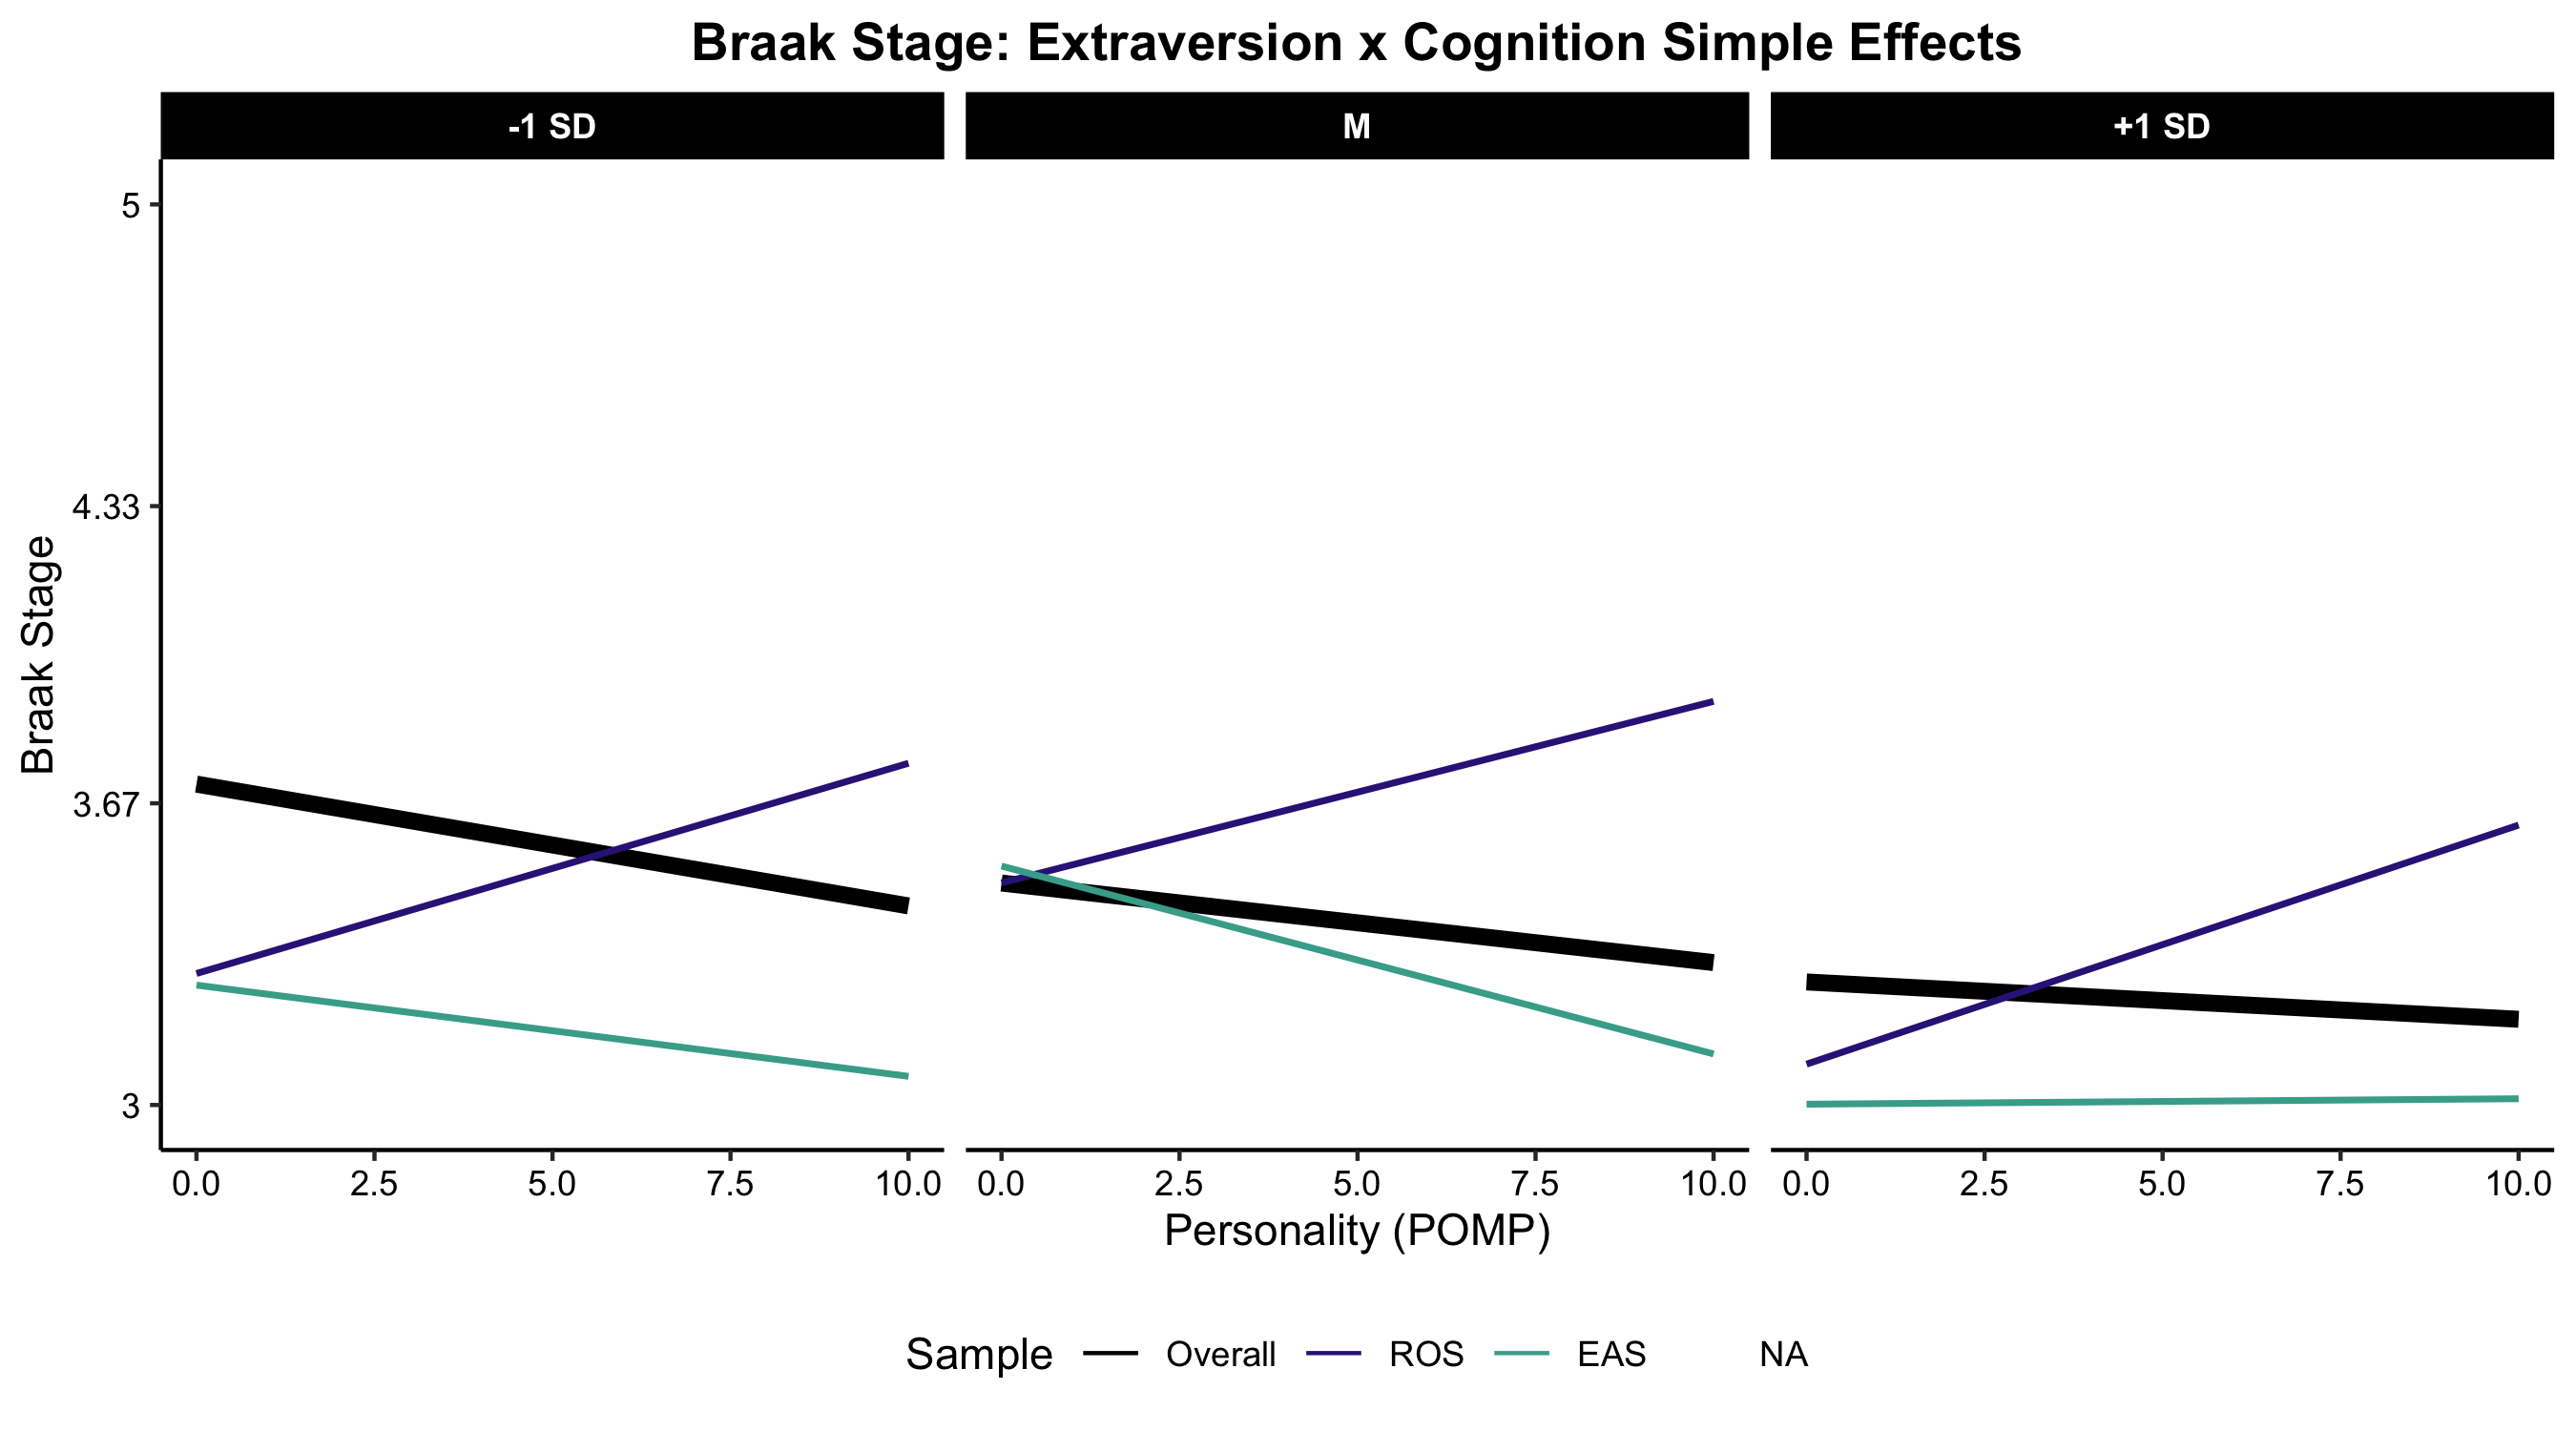 Braak Stage: Extraversion x Cognition Simple Effects
-1 SD
M
+1 SD
Braak Stage
5
4.33
3.67
3
0.0 2.5 5.0 7.5 10.0
0.0 2.5 5.0 7.5 10.0
0.0 2.5 5.0 7.5 10.0
Personality (POMP)
Sample Overall ROS EAS NA